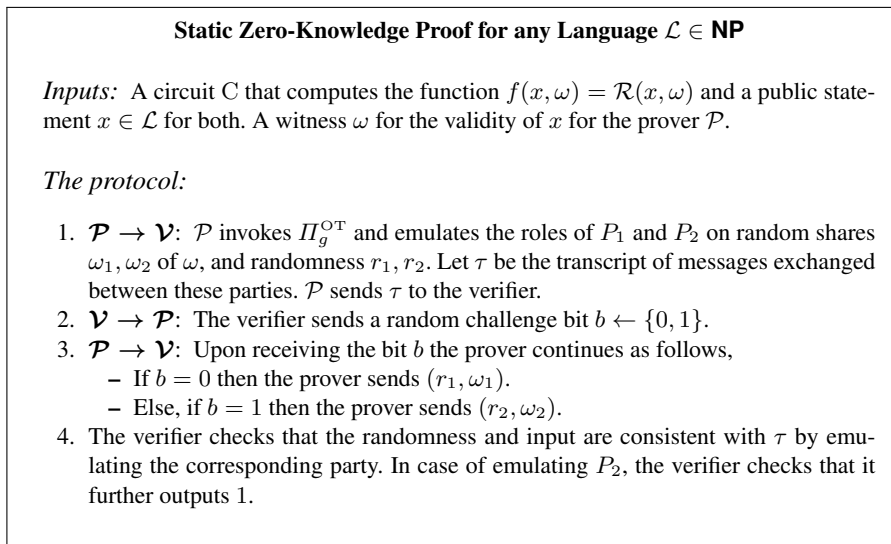 Static Zero-Knowledge Proof for any Language ℒ ∈ NP
Inputs: A circuit C that computes the function f(x, ω) = ℛ(x, ω) and a public state-
ment x ∈ ℒ for both. A witness ω for the validity of x for the prover 𝒫.
The protocol:
1. 𝒫 → 𝒱: 𝒫 invokes Π_g^OT and emulates the roles of P₁ and P₂ on random shares
ω₁, ω₂ of ω, and randomness r₁, r₂. Let τ be the transcript of messages exchanged
between these parties. 𝒫 sends τ to the verifier.
2. 𝒱 → 𝒫: The verifier sends a random challenge bit b ← {0, 1}.
3. 𝒫 → 𝒱: Upon receiving the bit b the prover continues as follows,
– If b = 0 then the prover sends (r₁, ω₁).
– Else, if b = 1 then the prover sends (r₂, ω₂).
4. The verifier checks that the randomness and input are consistent with τ by emu-
lating the corresponding party. In case of emulating P₂, the verifier checks that it
further outputs 1.